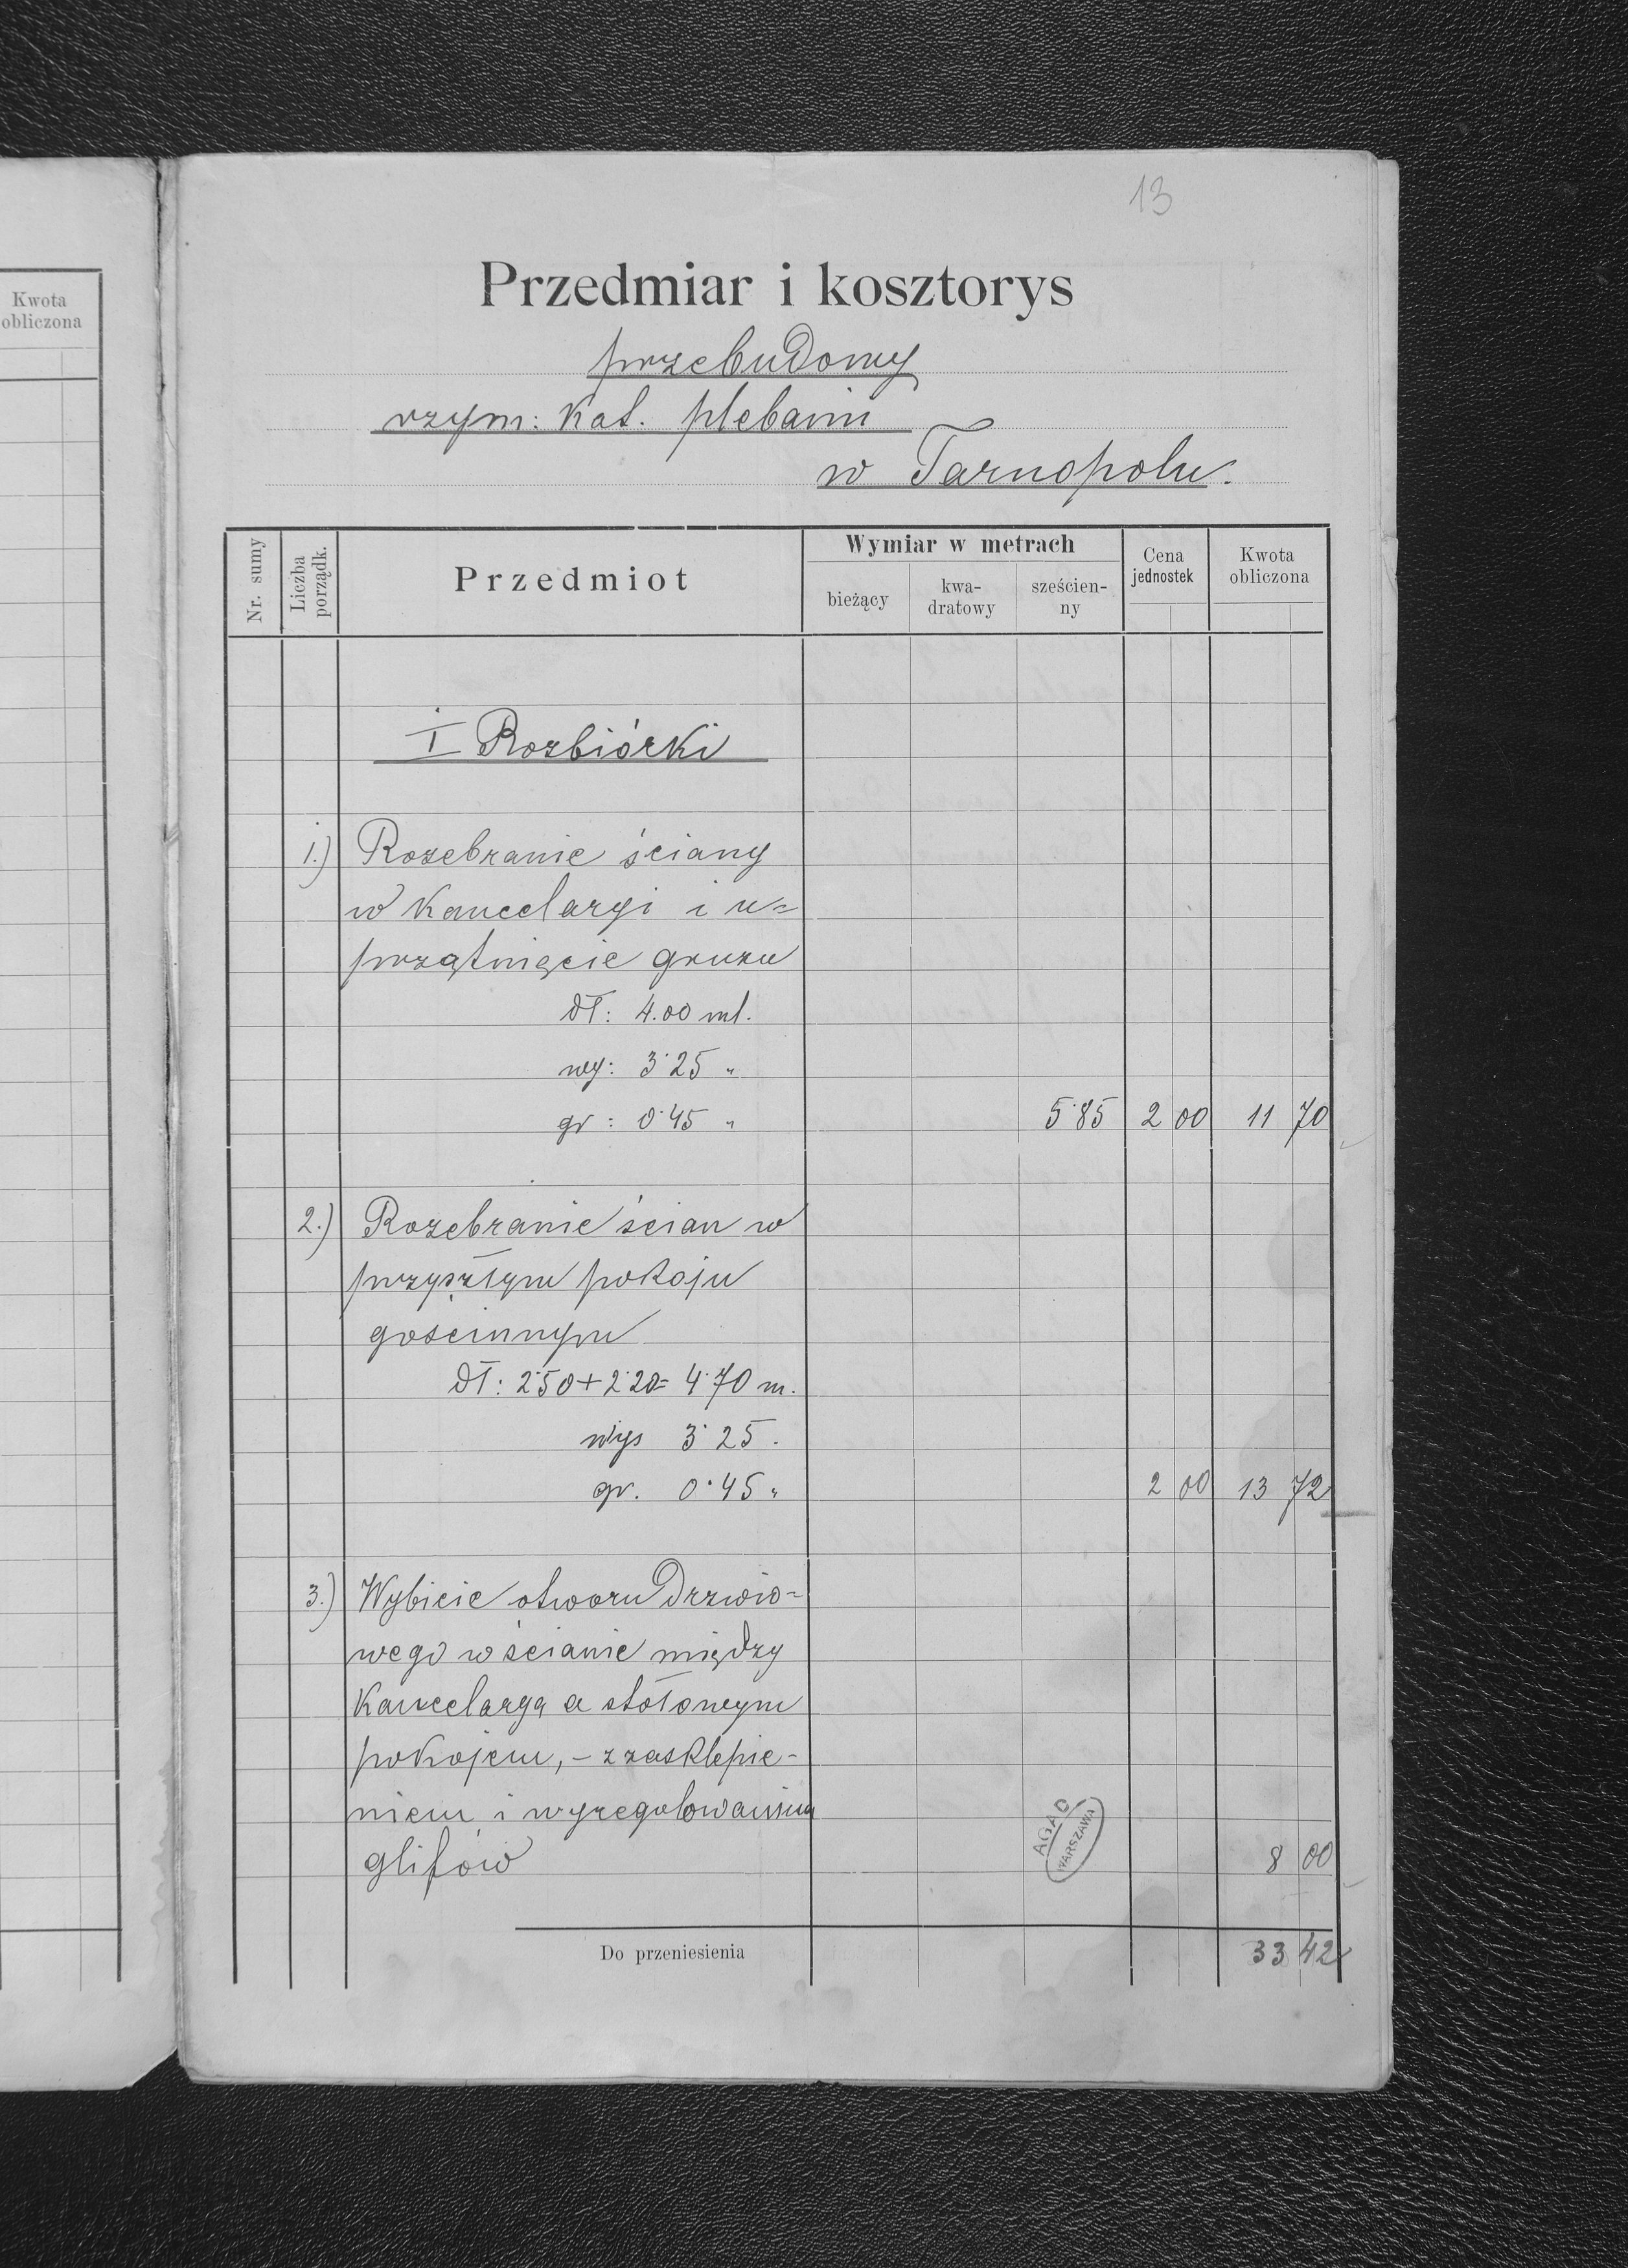 Kwota
obliczona
13
Przedmiar i kosztorys
przebudowy
rzym: kat. plebanii
w Tarnopolu.
Nr. sumy
Liczba porządk.
Przedmiot
Wymiar w metrach
bieżący
kwa-
dratowy
sześcien-
ny
Cena
jednostek
Kwota
obliczona
I Rozbiórki
1.) Rozebranie ściany
w kancelaryi i u=
przątnięcie gruzu
dł: 4.00 mt.
wy: 3·25 "
gr: 0·45 " 5·85 2 00 11 70
2.) Rozebranie ścian w
przyszłym pokoju
gościnnym
dł: 2·50+2·20= 4·70 m.
wys 3·25 .
gr. 0·45 " 2 00 13 72
3.) Wybicie otworu drzwio=
wego w ścianie między
Kancelaryą a stołowym
pokojem, – z zasklepie-
niem i wyregulowaniem
glifów 8 00
AGAD
WARSZAWA
Do przeniesienia 33 42